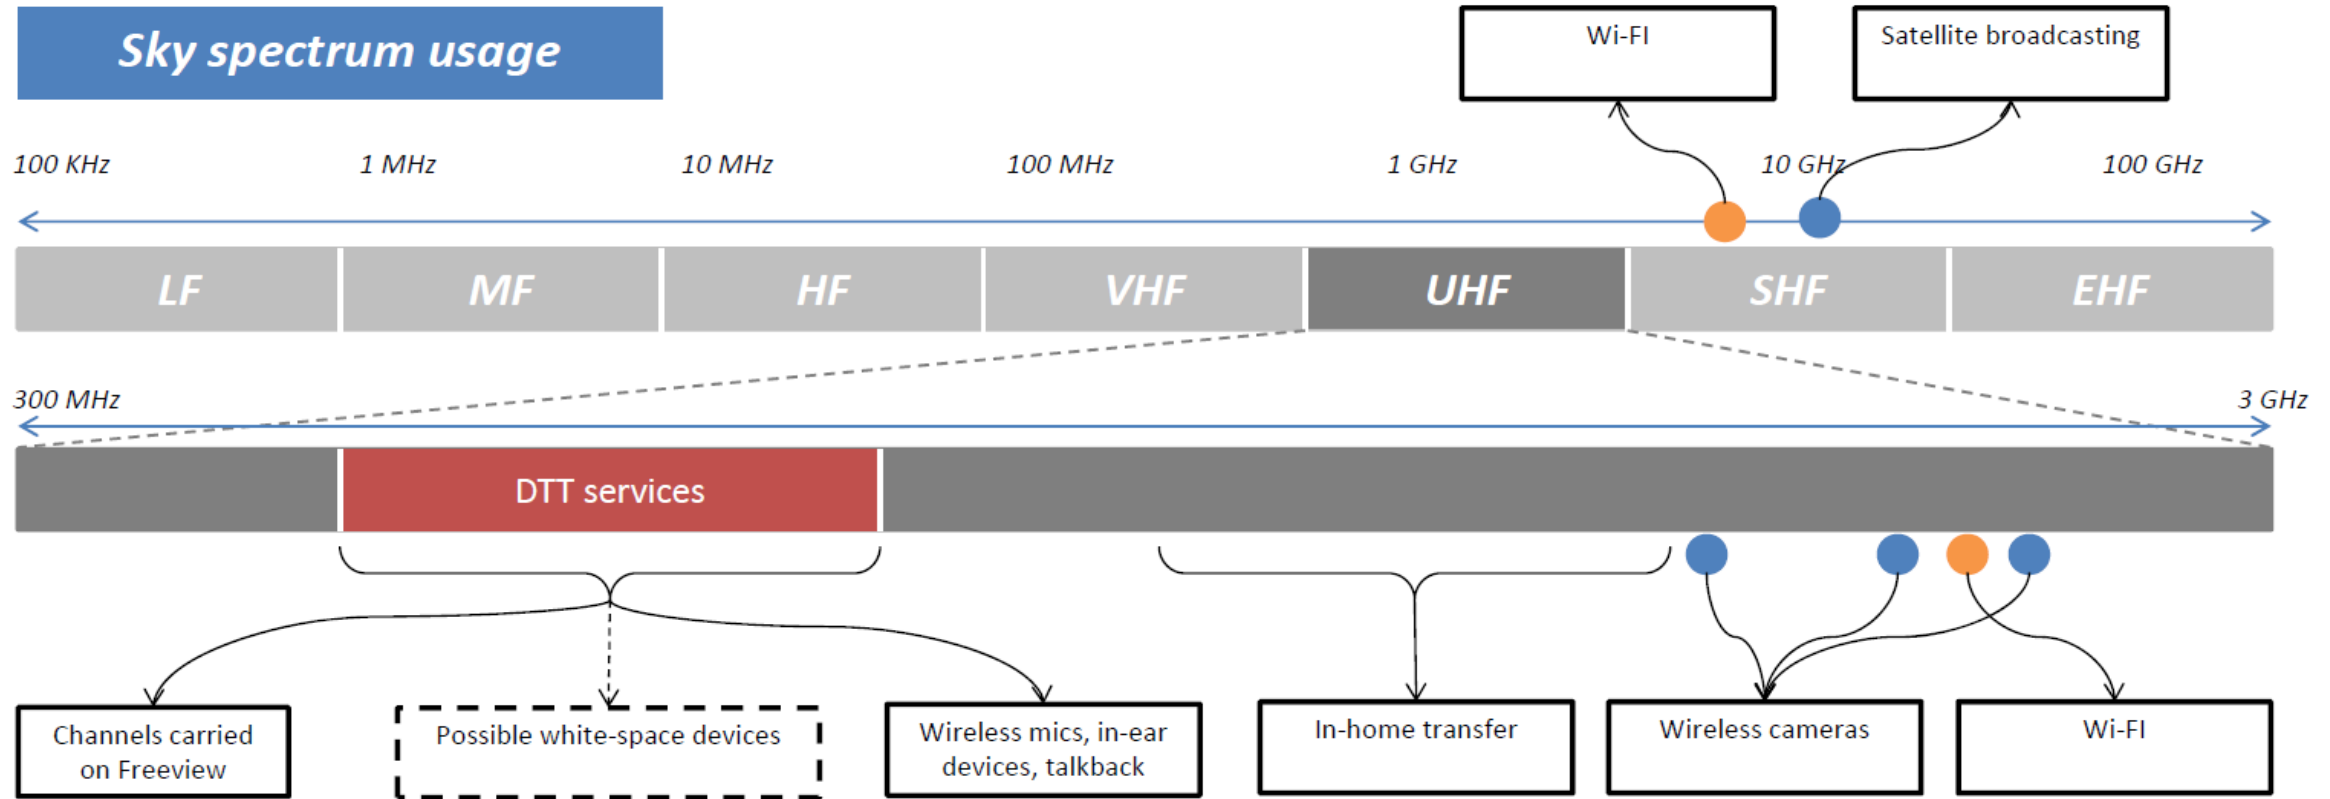 Sky spectrum usage
Wi-FI
Satellite broadcasting
100 KHz
1 MHz
10 MHz
100 MHz
1 GHz
10 GHz
100 GHz
LF
MF
HF
VHF
UHF
SHF
EHF
300 MHz
3 GHz
DTT services
Channels carried
on Freeview
Possible white-space devices
Wireless mics, in-ear
devices, talkback
In-home transfer
Wireless cameras
Wi-FI